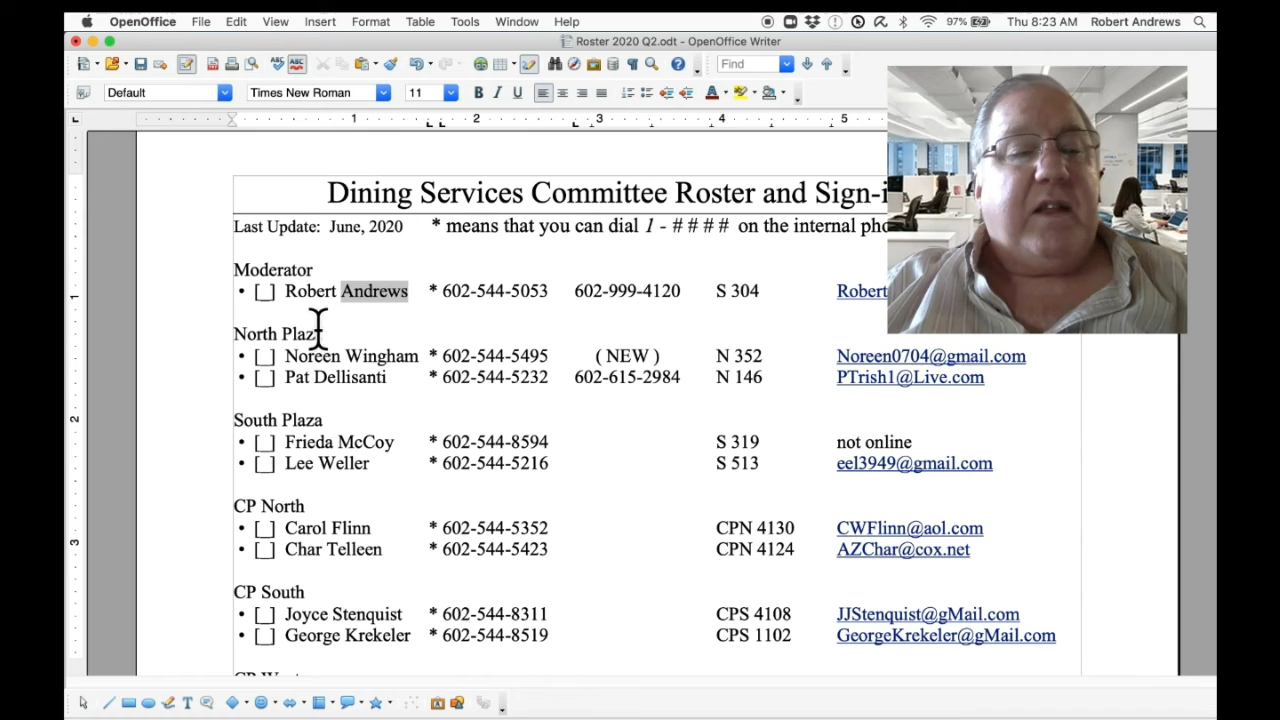 OpenOffice File Edit View Insert Format Table Tools Window Help 97% Thu 8:23 AM Robert Andrews
Roster 2020 Q2.odt - OpenOffice Writer
Find
Default Times New Roman 11 B I U
1 2 3 4 5
Dining Services Committee Roster and Sign-i
Last Update: June, 2020 * means that you can dial 1 - # # # # on the internal pho
Moderator
• [_] Robert Andrews * 602-544-5053 602-999-4120 S 304 Robert
North Plaz
• [_] Noreen Wingham * 602-544-5495 ( NEW ) N 352 Noreen0704@gmail.com
• [_] Pat Dellisanti * 602-544-5232 602-615-2984 N 146 PTrish1@Live.com
South Plaza
• [_] Frieda McCoy * 602-544-8594 S 319 not online
• [_] Lee Weller * 602-544-5216 S 513 eel3949@gmail.com
CP North
• [_] Carol Flinn * 602-544-5352 CPN 4130 CWFlinn@aol.com
• [_] Char Telleen * 602-544-5423 CPN 4124 AZChar@cox.net
CP South
• [_] Joyce Stenquist * 602-544-8311 CPS 4108 JJStenquist@gMail.com
• [_] George Krekeler * 602-544-8519 CPS 1102 GeorgeKrekeler@gMail.com